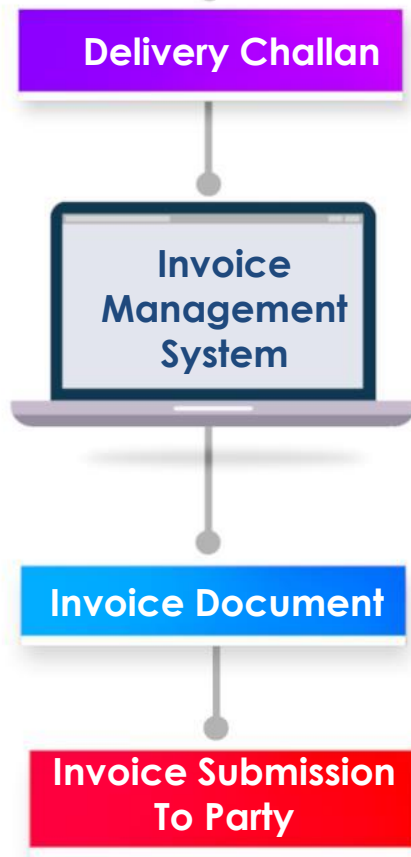 Delivery Challan
Invoice
Management
System
Invoice Document
Invoice Submission
To Party